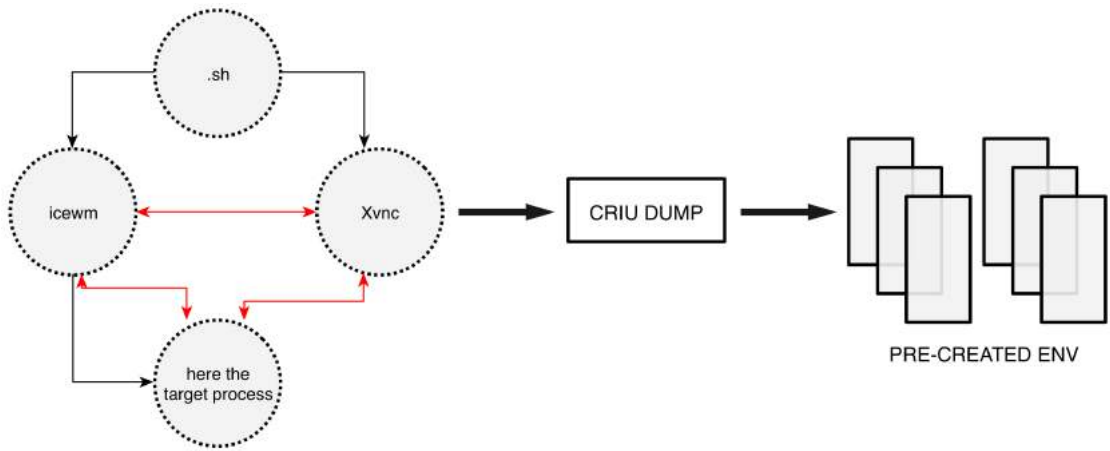 .sh
icewm
Xvnc
CRIU DUMP
here the
target process
PRE-CREATED ENV